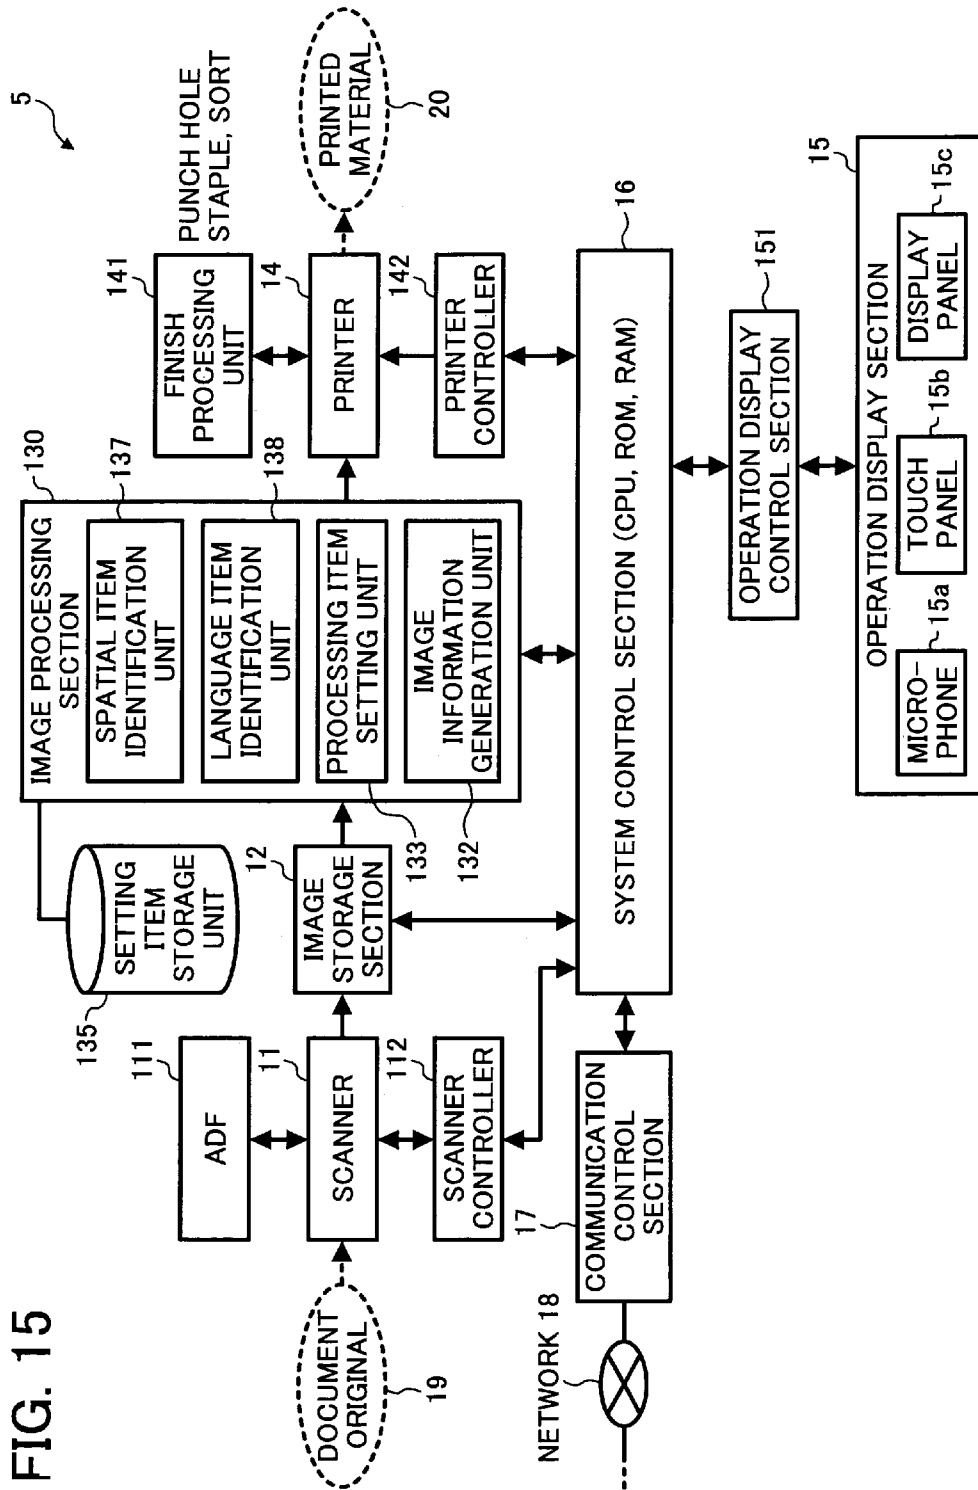 FIG. 15
5
DOCUMENT
ORIGINAL
19
ADF
111
SCANNER
11
SCANNER
CONTROLLER
112
SETTING
ITEM
STORAGE
UNIT
135
IMAGE
STORAGE
SECTION
12
IMAGE PROCESSING
SECTION
130
SPATIAL ITEM
IDENTIFICATION
UNIT
137
LANGUAGE ITEM
IDENTIFICATION
UNIT
138
PROCESSING ITEM
SETTING UNIT
133
IMAGE
INFORMATION
GENERATION UNIT
132
FINISH
PROCESSING
UNIT
141
PUNCH HOLE
STAPLE, SORT
PRINTER
14
PRINTER
CONTROLLER
142
PRINTED
MATERIAL
20
NETWORK 18
COMMUNICATION
CONTROL
SECTION
17
SYSTEM CONTROL SECTION (CPU, ROM, RAM)
16
OPERATION DISPLAY
CONTROL SECTION
151
OPERATION DISPLAY SECTION
15
MICRO-
PHONE
15a
TOUCH
PANEL
15b
DISPLAY
PANEL
15c